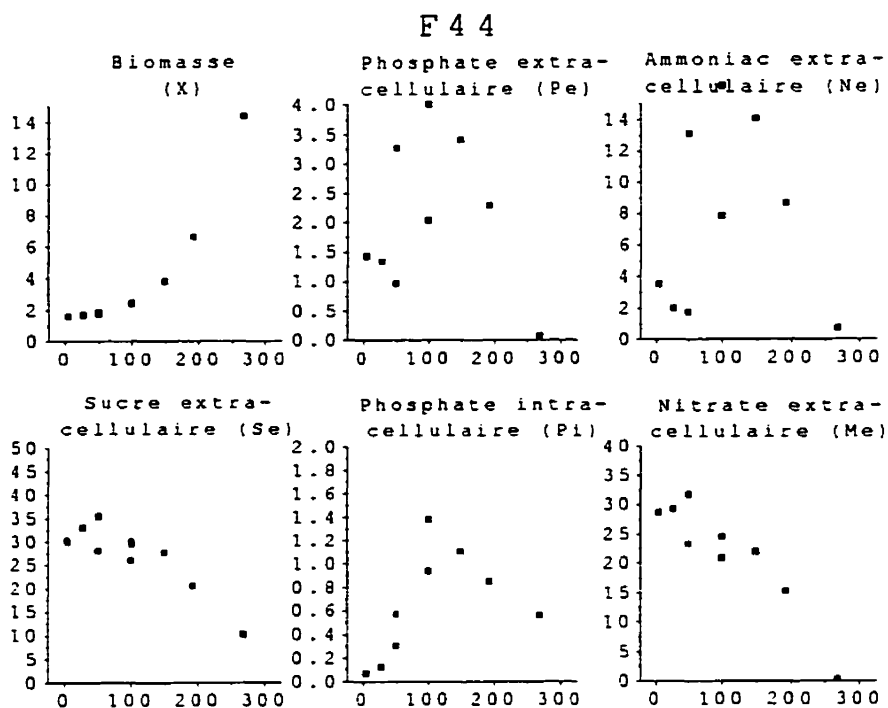 F44
Biomasse
(X)
14
12
10
8
6
4
2
0
0 100 200 300
Phosphate extra-
cellulaire (Pe)
4.0
3.5
3.0
2.5
2.0
1.5
1.0
0.5
0.0
0 100 200 300
Ammoniac extra-
cellulaire (Ne)
14
12
10
8
6
4
2
0
0 100 200 300
Sucre extra-
cellulaire (Se)
50
45
40
35
30
25
20
15
10
5
0
0 100 200 300
Phosphate intra-
cellulaire (Pi)
2.0
1.8
1.6
1.4
1.2
1.0
0.8
0.6
0.4
0.2
0.0
0 100 200 300
Nitrate extra-
cellulaire (Me)
40
35
30
25
20
15
10
5
0
0 100 200 300